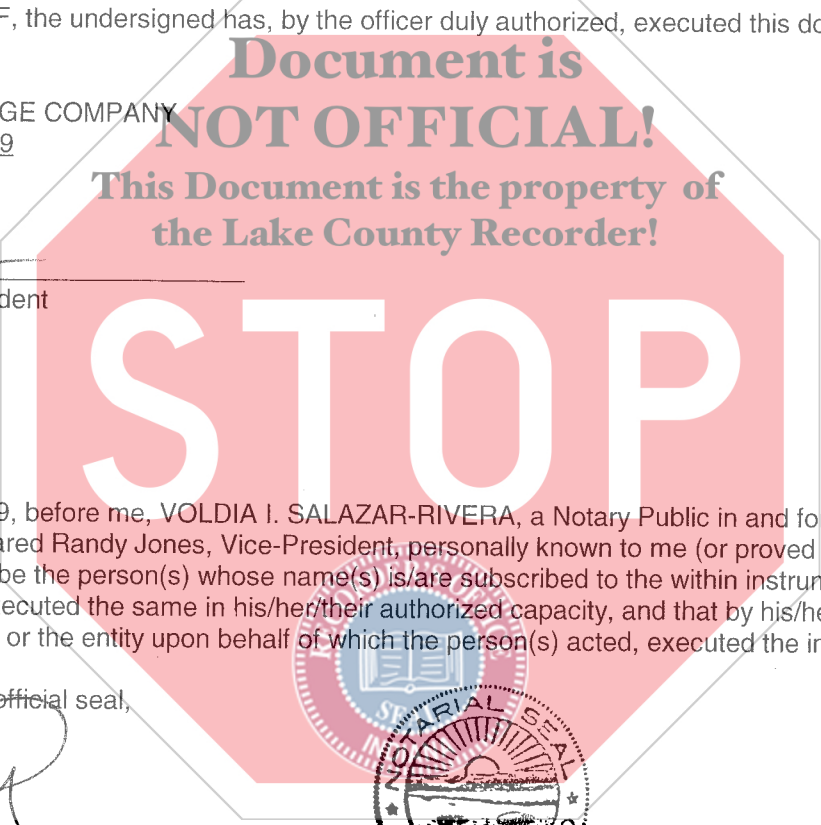 F, the undersigned has, by the officer duly authorized, executed this do
Document is
GE COMPANY
NOT OFFICIAL!
9
This Document is the property of
the Lake County Recorder!
dent
STOP
9, before me, VOLDIA I. SALAZAR-RIVERA, a Notary Public in and fo
ared Randy Jones, Vice-President, personally known to me (or proved
be the person(s) whose name(s) is/are subscribed to the within instrum
ecuted the same in his/her/their authorized capacity, and that by his/he
or the entity upon behalf of which the person(s) acted, executed the in
official seal,
SEAL
NOTARIAL SEAL